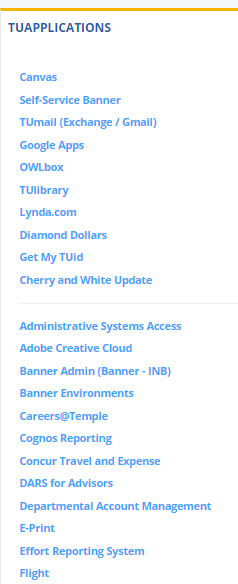 TUAPPLICATIONS
Canvas
Self-Service Banner
TUmail (Exchange / Gmail)
Google Apps
OWLbox
TUlibrary
Lynda.com
Diamond Dollars
Get My TUid
Cherry and White Update
Administrative Systems Access
Adobe Creative Cloud
Banner Admin (Banner - INB)
Banner Environments
Careers@Temple
Cognos Reporting
Concur Travel and Expense
DARS for Advisors
Departmental Account Management
E-Print
Effort Reporting System
Flight